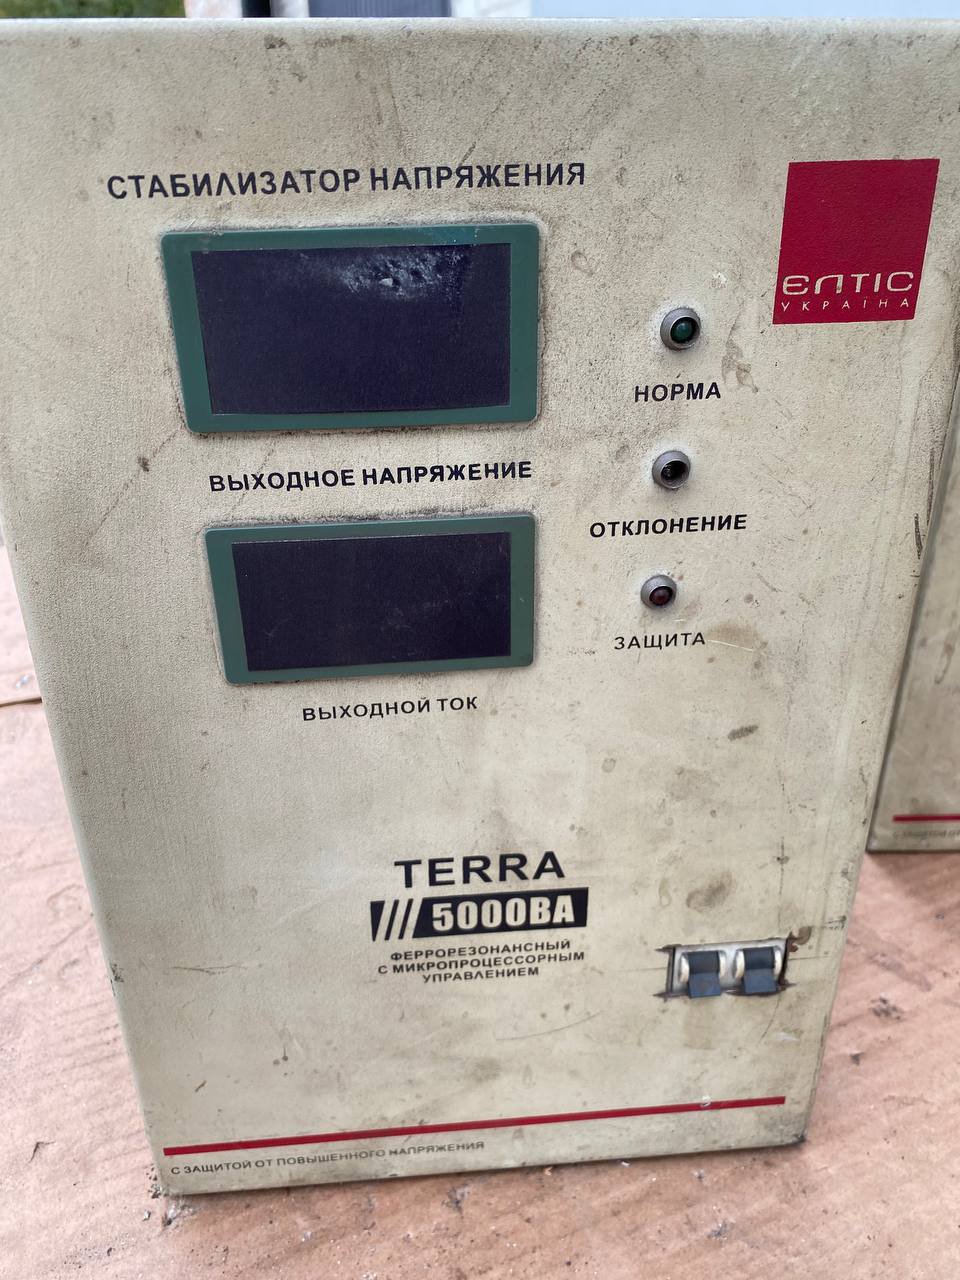 СТАБИЛИЗАТОР НАПРЯЖЕНИЯ
ЄЛТІС
УКРАЇНА
НОРМА
ВЫХОДНОЕ НАПРЯЖЕНИЕ
ОТКЛОНЕНИЕ
ЗАЩИТА
ВЫХОДНОЙ ТОК
TERRA
5000ВА
ФЕРРОРЕЗОНАНСНЫЙ
С МИКРОПРОЦЕССОРНЫМ
УПРАВЛЕНИЕМ
С ЗАЩИТОЙ ОТ ПОВЫШЕННОГО НАПРЯЖЕНИЯ